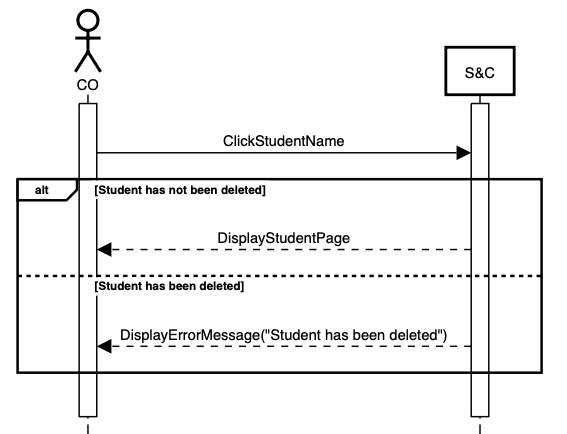 CO
S&C
ClickStudentName
alt
[Student has not been deleted]
DisplayStudentPage
[Student has been deleted]
DisplayErrorMessage("Student has been deleted")